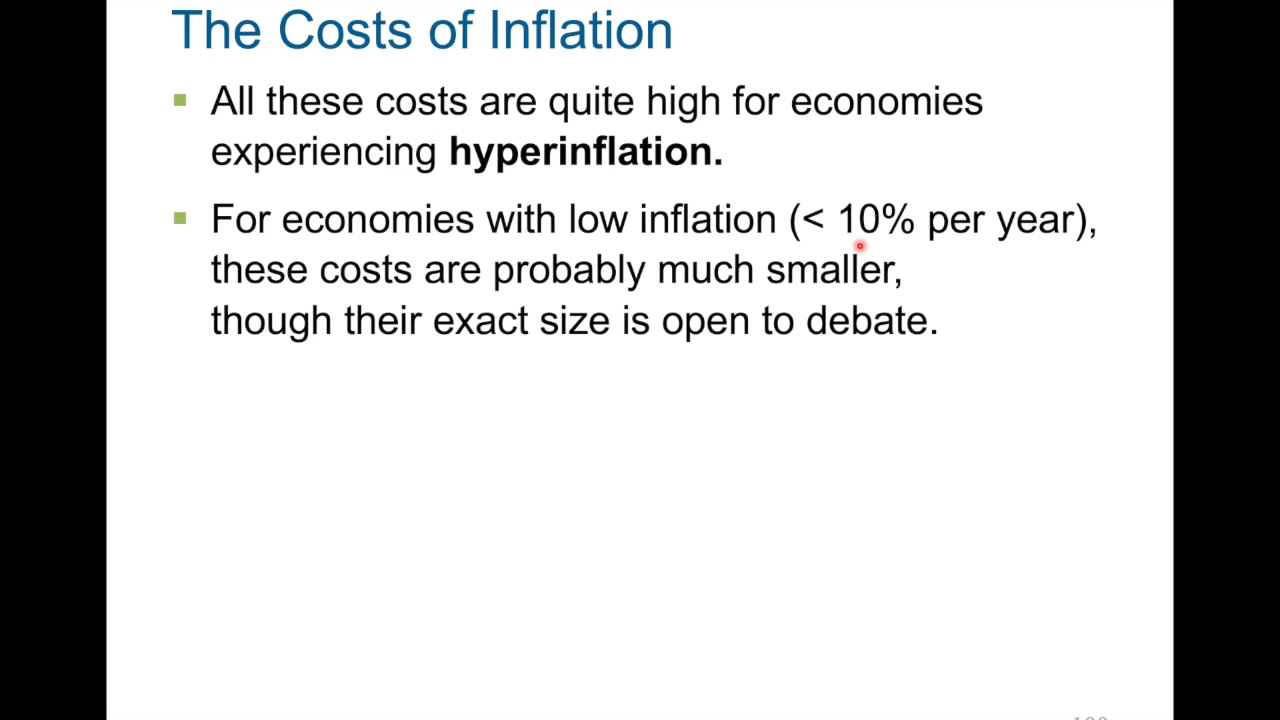 The Costs of Inflation
All these costs are quite high for economies
experiencing hyperinflation.
For economies with low inflation (< 10% per year),
these costs are probably much smaller,
though their exact size is open to debate.